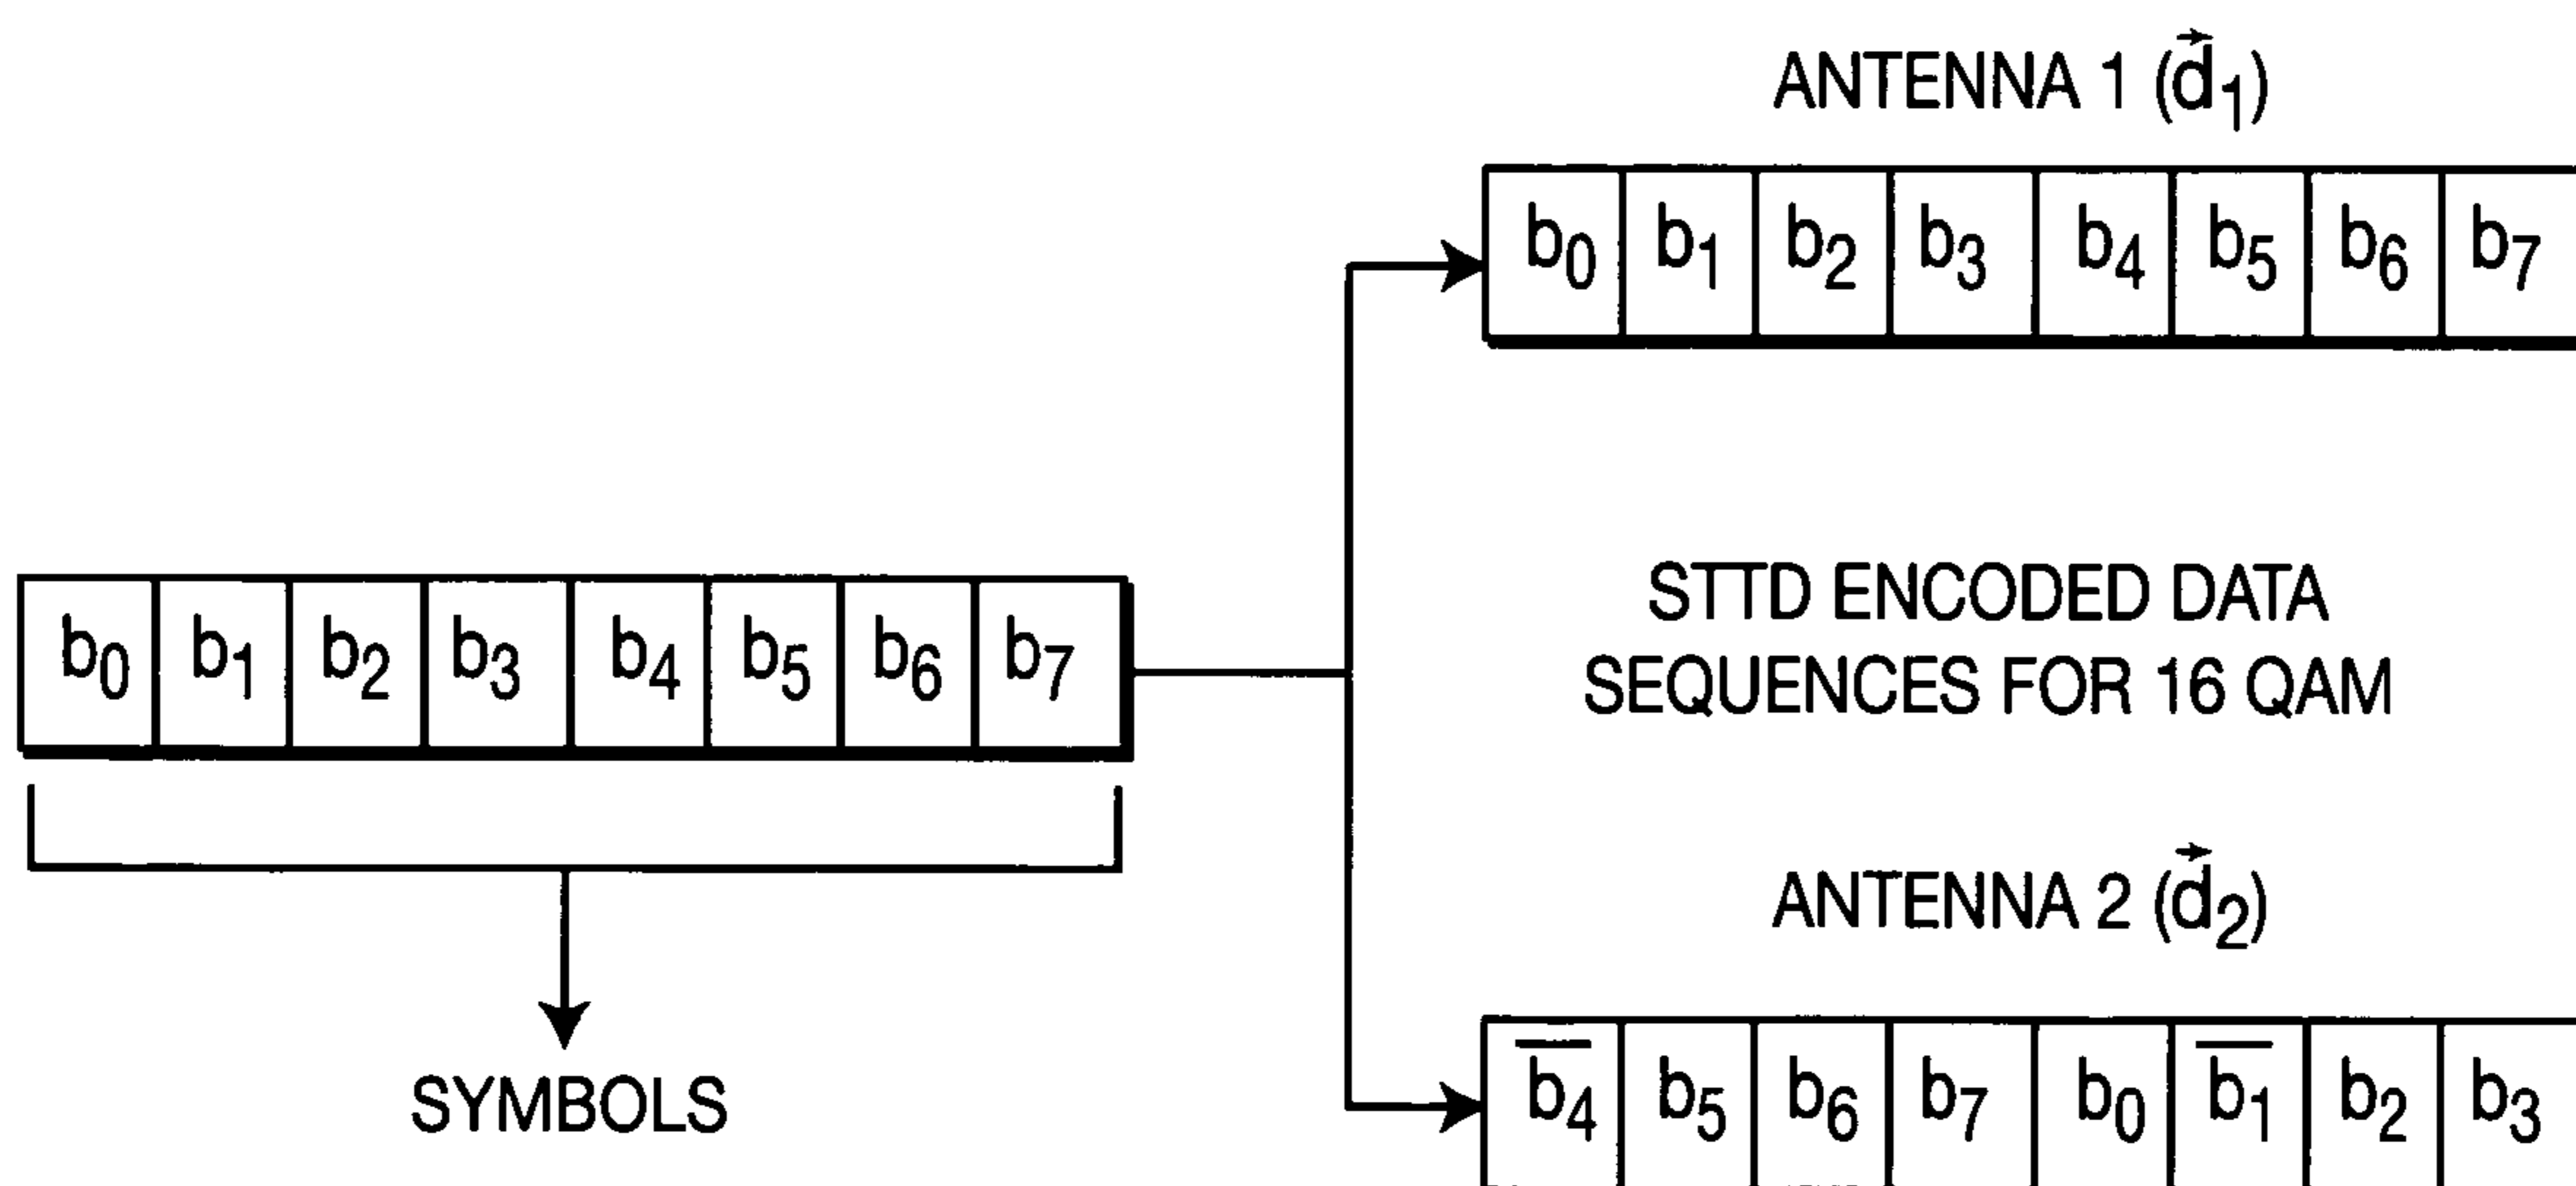 ANTENNA 1 (d⃗₁)
b₀ b₁ b₂ b₃ b₄ b₅ b₆ b₇
STTD ENCODED DATA
SEQUENCES FOR 16 QAM
b₀ b₁ b₂ b₃ b₄ b₅ b₆ b₇
SYMBOLS
ANTENNA 2 (d⃗₂)
b̅₄ b₅ b₆ b₇ b₀ b̅₁ b₂ b₃